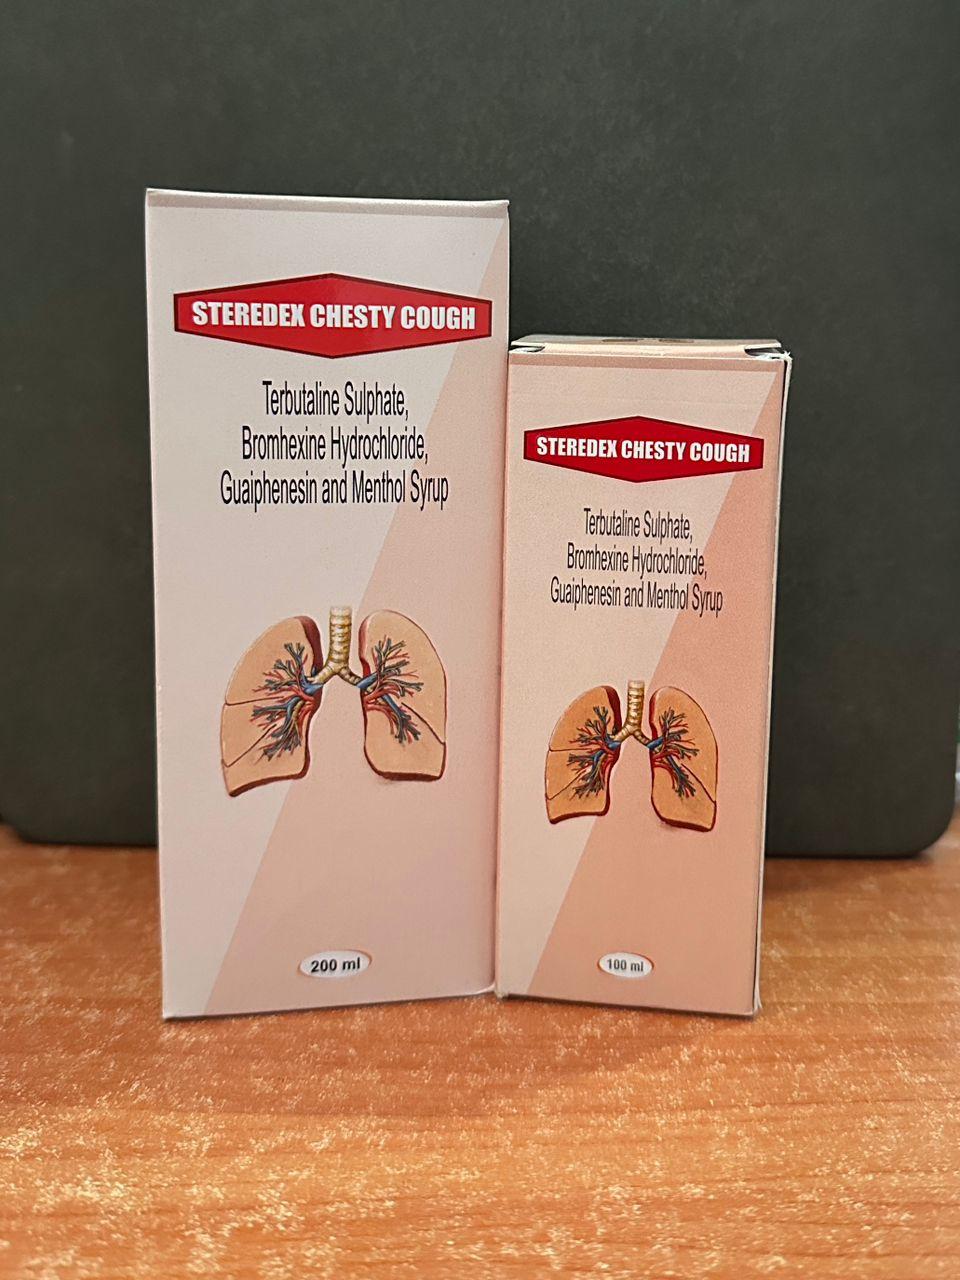 STEREDEX CHESTY COUGH
Terbutaline Sulphate,
Bromhexine Hydrochloride,
Guaiphenesin and Menthol Syrup
200 ml
STEREDEX CHESTY COUGH
Terbutaline Sulphate,
Bromhexine Hydrochloride,
Guaiphenesin and Menthol Syrup
100 ml